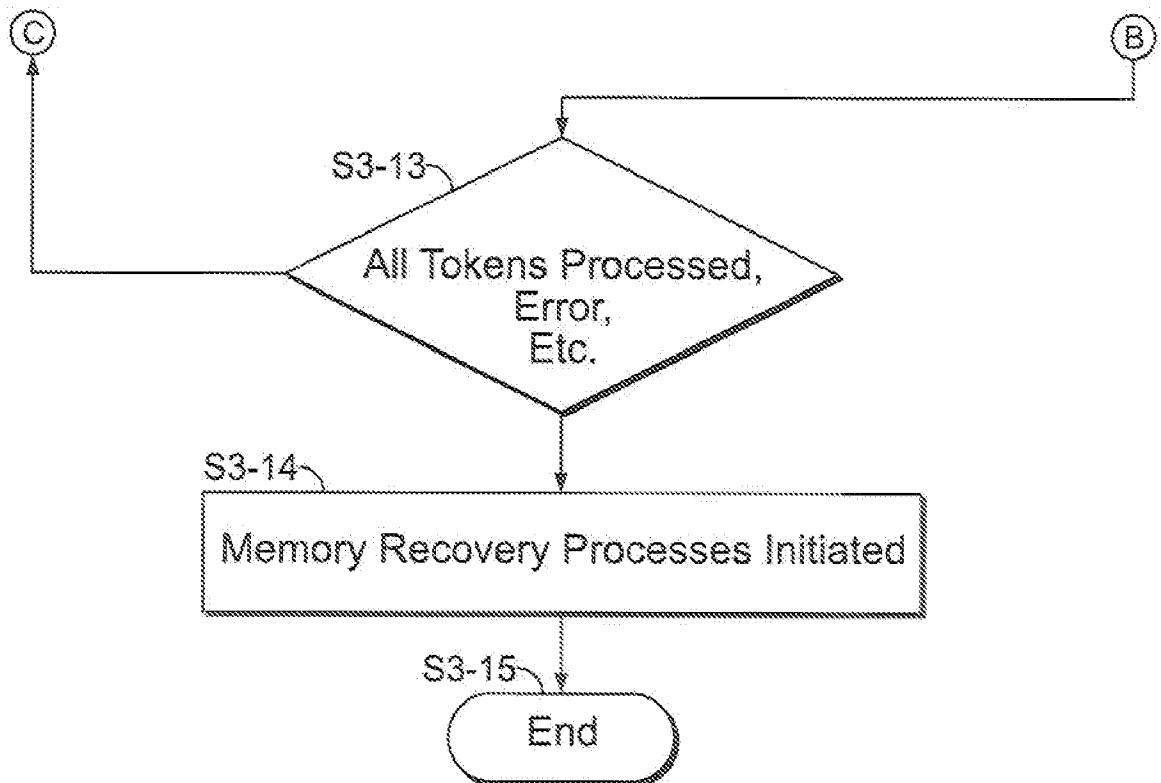 C
B
S3-13
All Tokens Processed,
Error,
Etc.
S3-14
Memory Recovery Processes Initiated
S3-15
End